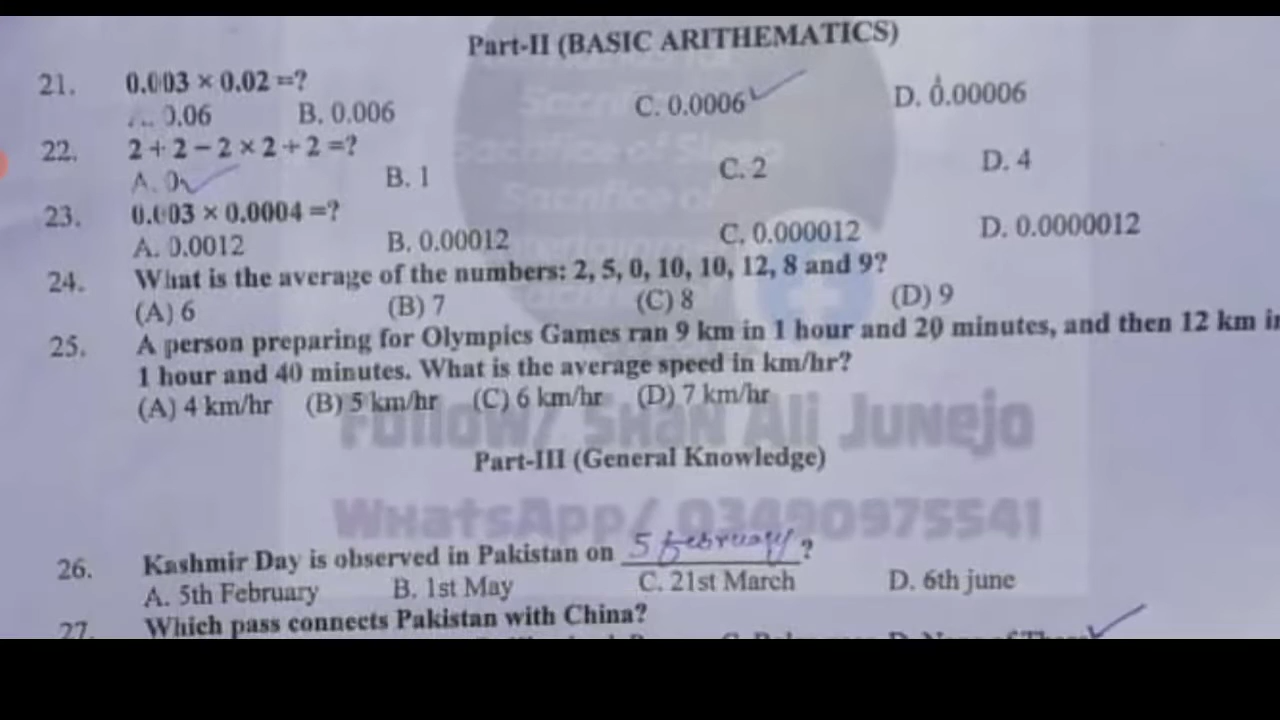 Part-II (BASIC ARITHEMATICS)
21. 0.003 × 0.02 =?
0.06 B. 0.006 C. 0.0006 D. 0.00006
22. 2 + 2 − 2 × 2 + 2 =?
A. 0 B. 1 C. 2 D. 4
23. 0.003 × 0.0004 =?
A. 0.0012 B. 0.00012 C. 0.000012 D. 0.0000012
24. What is the average of the numbers: 2, 5, 0, 10, 10, 12, 8 and 9?
(A) 6 (B) 7 (C) 8 (D) 9
25. A person preparing for Olympics Games ran 9 km in 1 hour and 20 minutes, and then 12 km in
1 hour and 40 minutes. What is the average speed in km/hr?
(A) 4 km/hr (B) 5 km/hr (C) 6 km/hr (D) 7 km/hr
Follow/ Shan Ali Junejo
Part-III (General Knowledge)
WhatsApp/ 03490975541
26. Kashmir Day is observed in Pakistan on 5 february ?
A. 5th February B. 1st May C. 21st March D. 6th june
27. Which pass connects Pakistan with China?